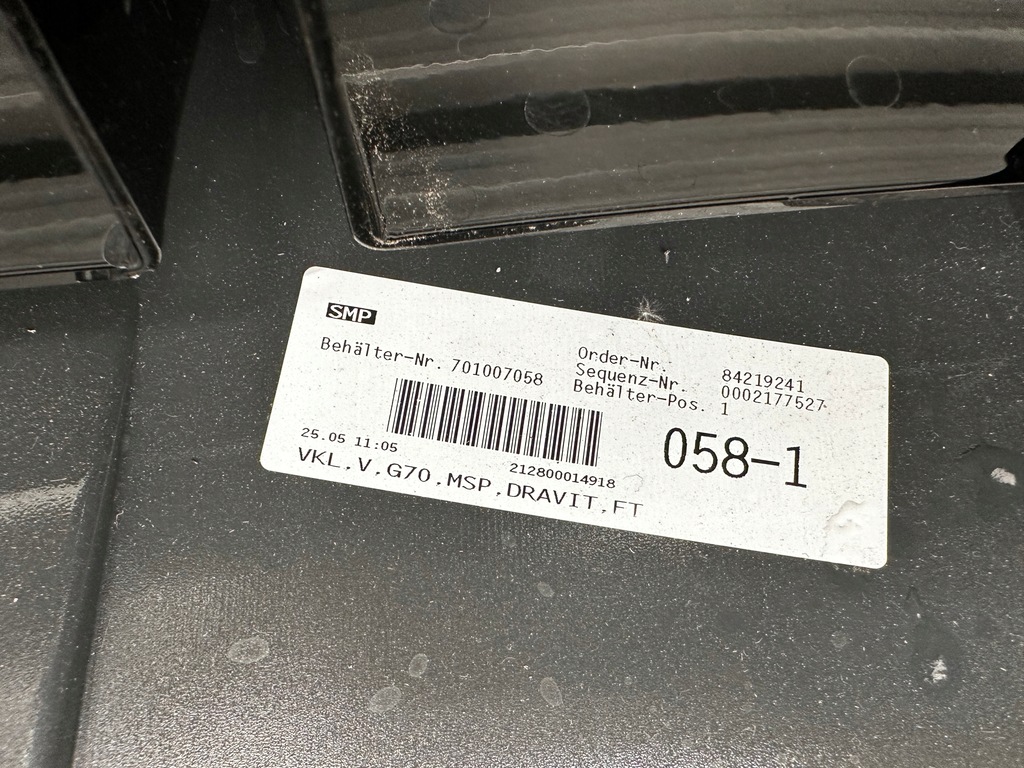 SMP
Behälter-Nr. 701007058
Order-Nr. 84219241
Sequenz-Nr. 0002177527
Behälter-Pos. 1
058-1
25.05 11:05
212800014918
VKL,V,G70,MSP,DRAVIT,FT